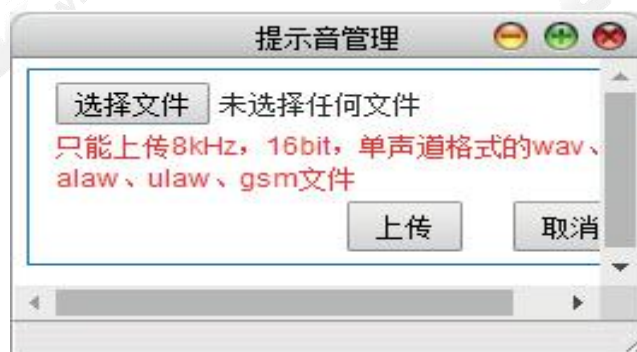 提示音管理
选择文件 未选择任何文件
只能上传8kHz，16bit，单声道格式的wav、
alaw、ulaw、gsm文件
上传 取消